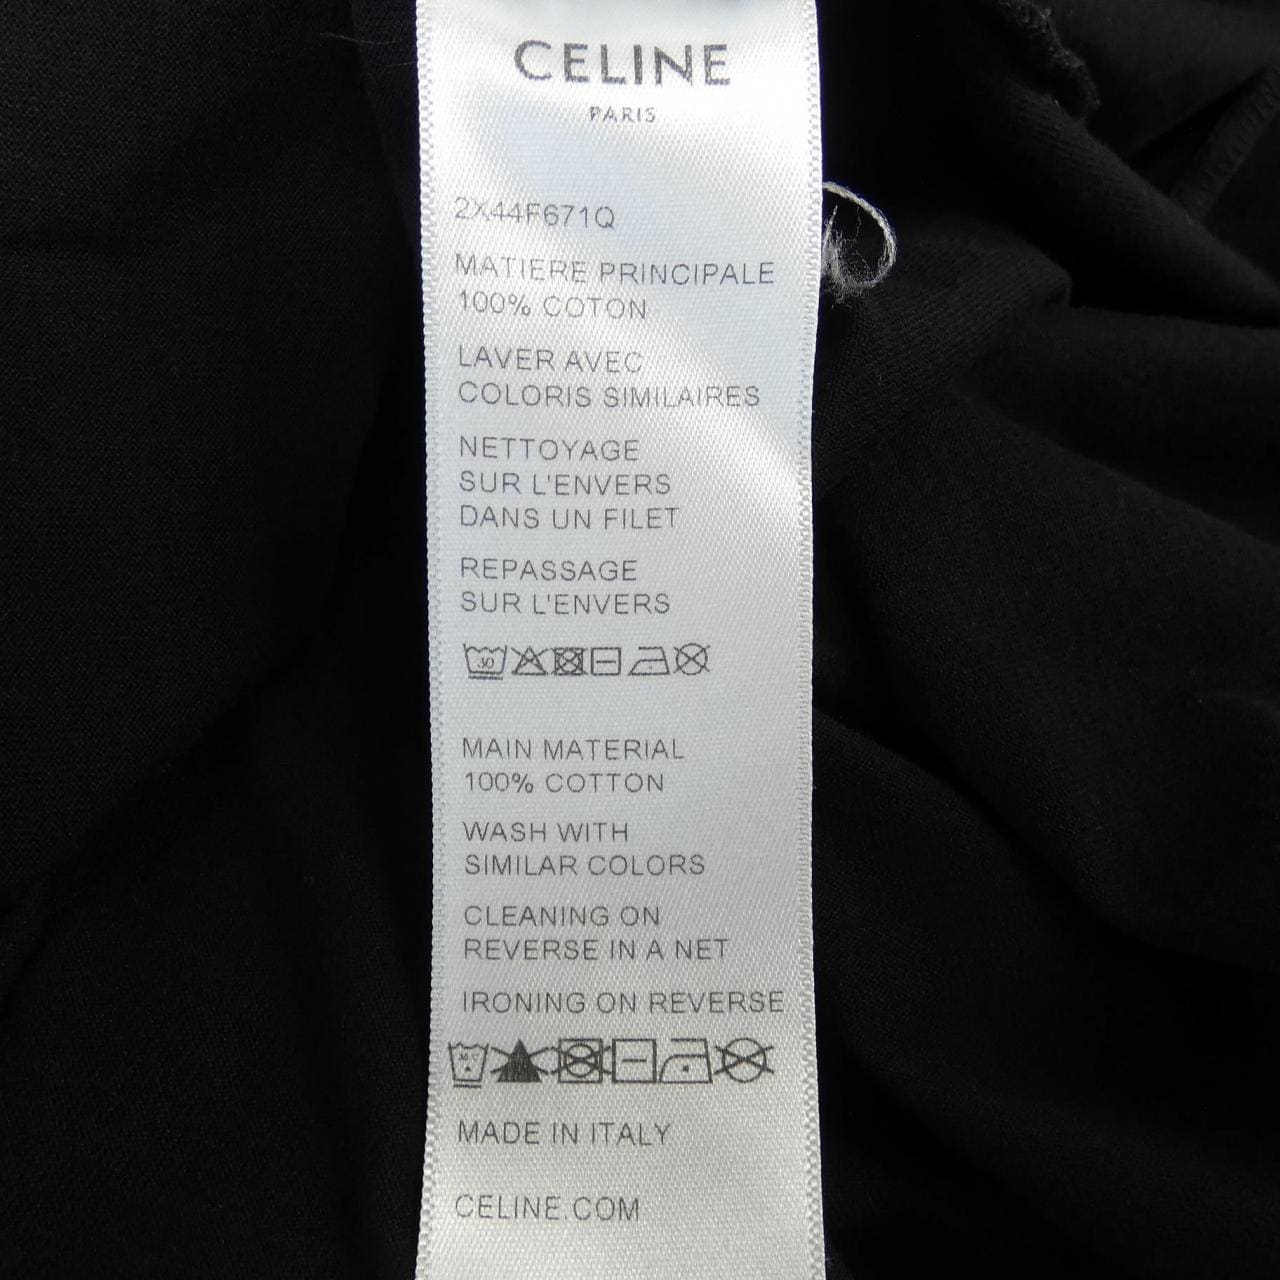 CELINE
PARIS
2X44F671Q
MATIERE PRINCIPALE
100% COTON
LAVER AVEC
COLORIS SIMILAIRES
NETTOYAGE
SUR L'ENVERS
DANS UN FILET
REPASSAGE
SUR L'ENVERS
30
MAIN MATERIAL
100% COTTON
WASH WITH
SIMILAR COLORS
CLEANING ON
REVERSE IN A NET
IRONING ON REVERSE
MADE IN ITALY
CELINE.COM